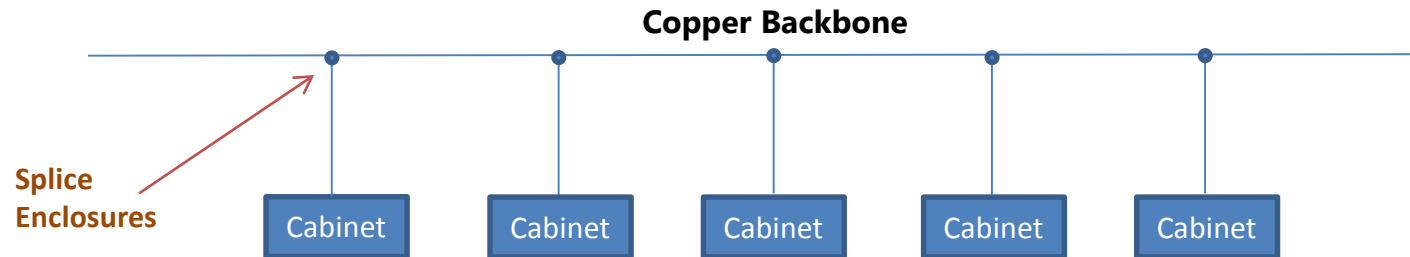 Copper Backbone
Splice
Enclosures
Cabinet
Cabinet
Cabinet
Cabinet
Cabinet